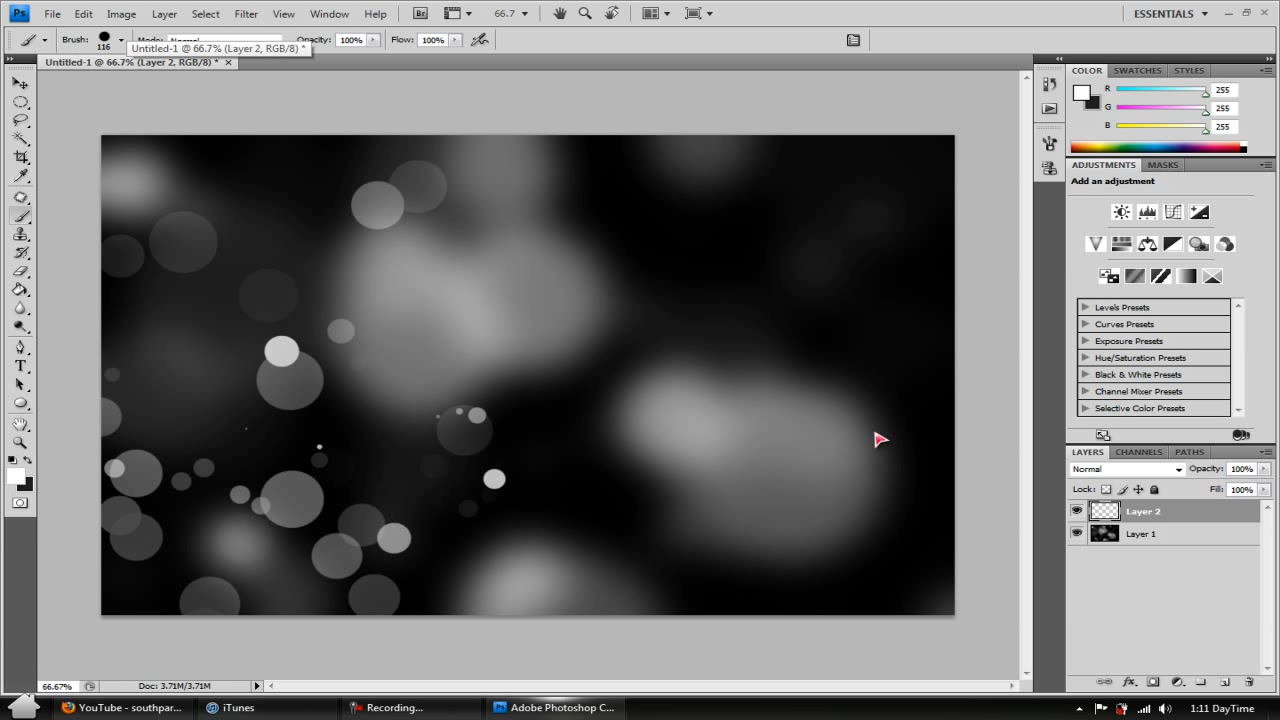 Ps File Edit Image Layer Select Filter Analysis View Window Help Br 66.7 ESSENTIALS
Brush: 116 Mode: Normal Opacity: 100% Flow: 100%
Untitled-1 @ 66.7% (Layer 2, RGB/8) *
Untitled-1 @ 66.7% (Layer 2, RGB/8) * ×
COLOR SWATCHES STYLES
R 255
G 255
B 255
ADJUSTMENTS MASKS
Add an adjustment
Levels Presets
Curves Presets
Exposure Presets
Hue/Saturation Presets
Black & White Presets
Channel Mixer Presets
Selective Color Presets
LAYERS CHANNELS PATHS
Normal Opacity: 100%
Lock: Fill: 100%
Layer 2
Layer 1
66.67% Doc: 3.71M/3.71M
YouTube - southpar... iTunes Recording... Ps Adobe Photoshop C... 1:11 DayTime